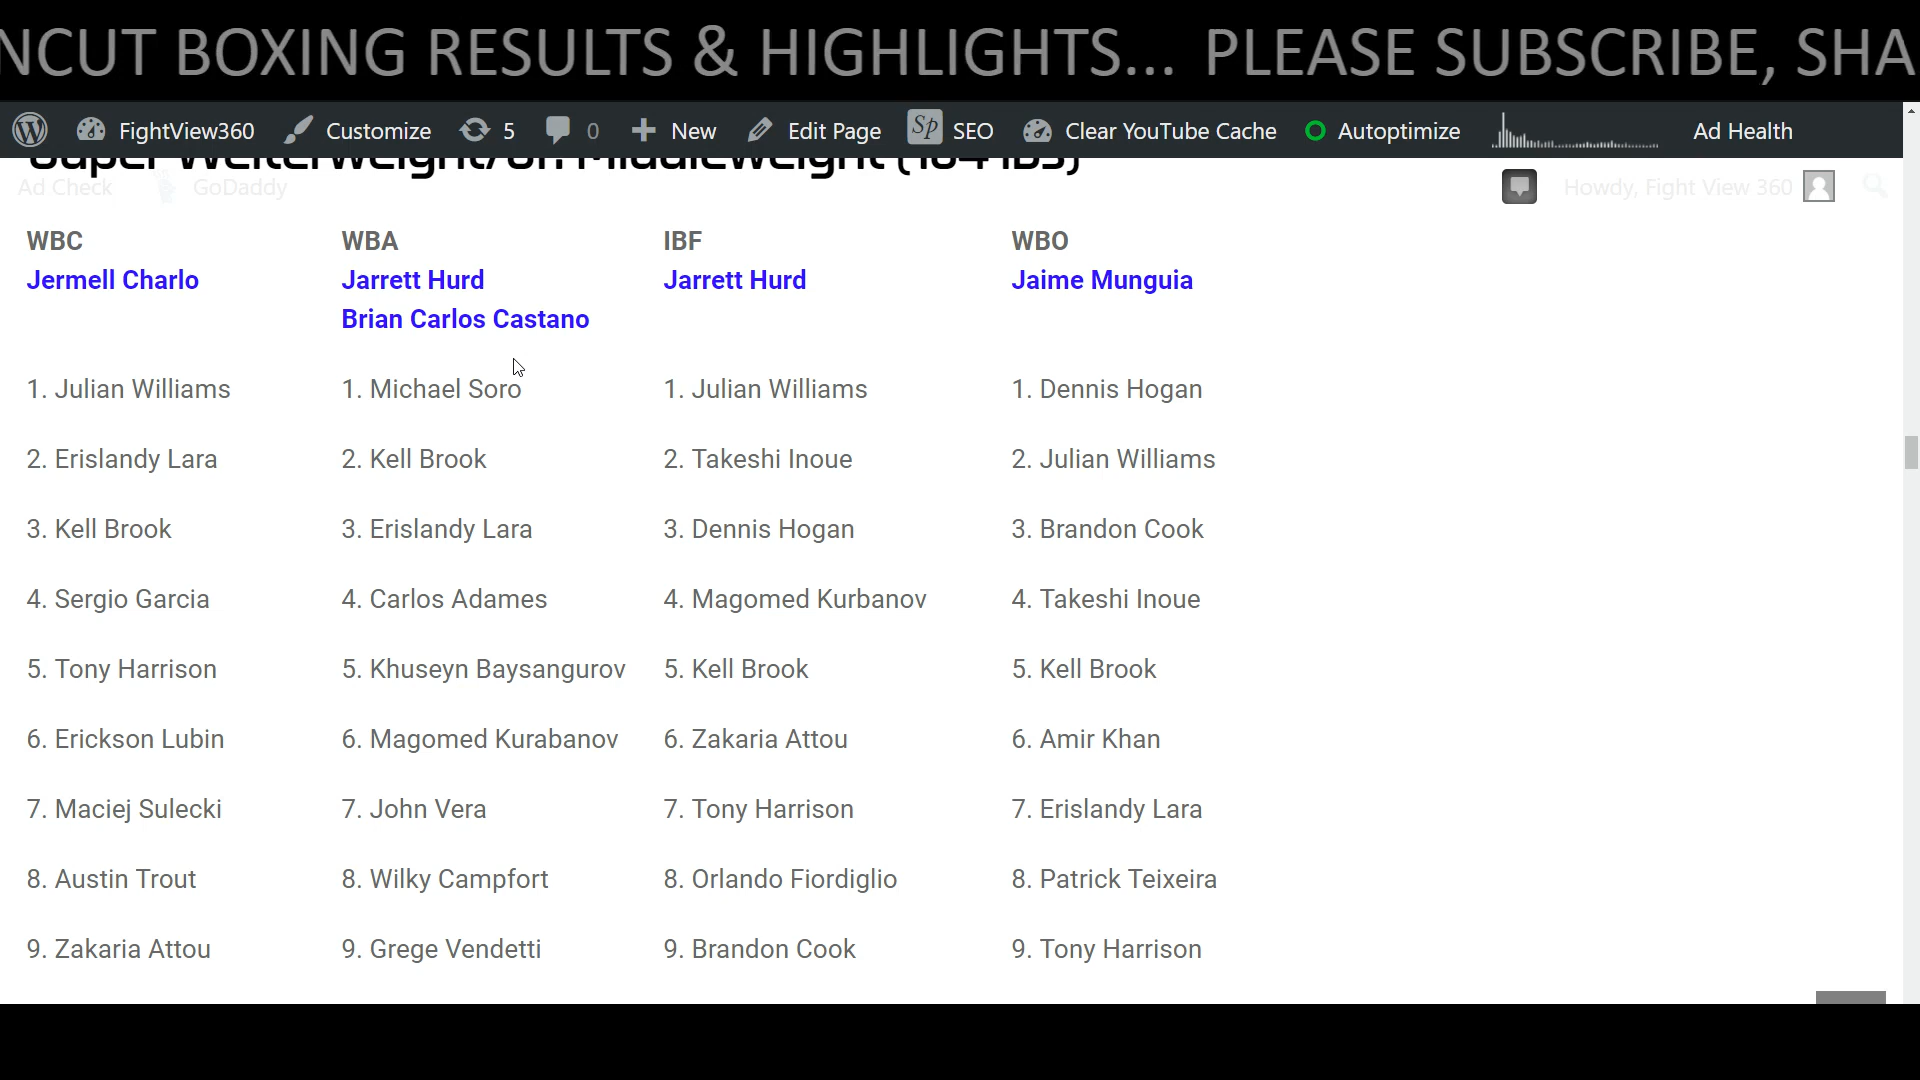 NCUT BOXING RESULTS & HIGHLIGHTS... PLEASE SUBSCRIBE, SHA
FightView360 Customize 5 0 New Edit Page Sp SEO Clear YouTube Cache Autoptimize Ad Health
Super Welterweight/Jr. Middleweight (154 lbs)
Ad Check GoDaddy Howdy, Fight View 360
WBC WBA IBF WBO
Jermell Charlo Jarrett Hurd Jarrett Hurd Jaime Munguia
Brian Carlos Castano
1. Julian Williams 1. Michael Soro 1. Julian Williams 1. Dennis Hogan
2. Erislandy Lara 2. Kell Brook 2. Takeshi Inoue 2. Julian Williams
3. Kell Brook 3. Erislandy Lara 3. Dennis Hogan 3. Brandon Cook
4. Sergio Garcia 4. Carlos Adames 4. Magomed Kurbanov 4. Takeshi Inoue
5. Tony Harrison 5. Khuseyn Baysangurov 5. Kell Brook 5. Kell Brook
6. Erickson Lubin 6. Magomed Kurabanov 6. Zakaria Attou 6. Amir Khan
7. Maciej Sulecki 7. John Vera 7. Tony Harrison 7. Erislandy Lara
8. Austin Trout 8. Wilky Campfort 8. Orlando Fiordiglio 8. Patrick Teixeira
9. Zakaria Attou 9. Grege Vendetti 9. Brandon Cook 9. Tony Harrison